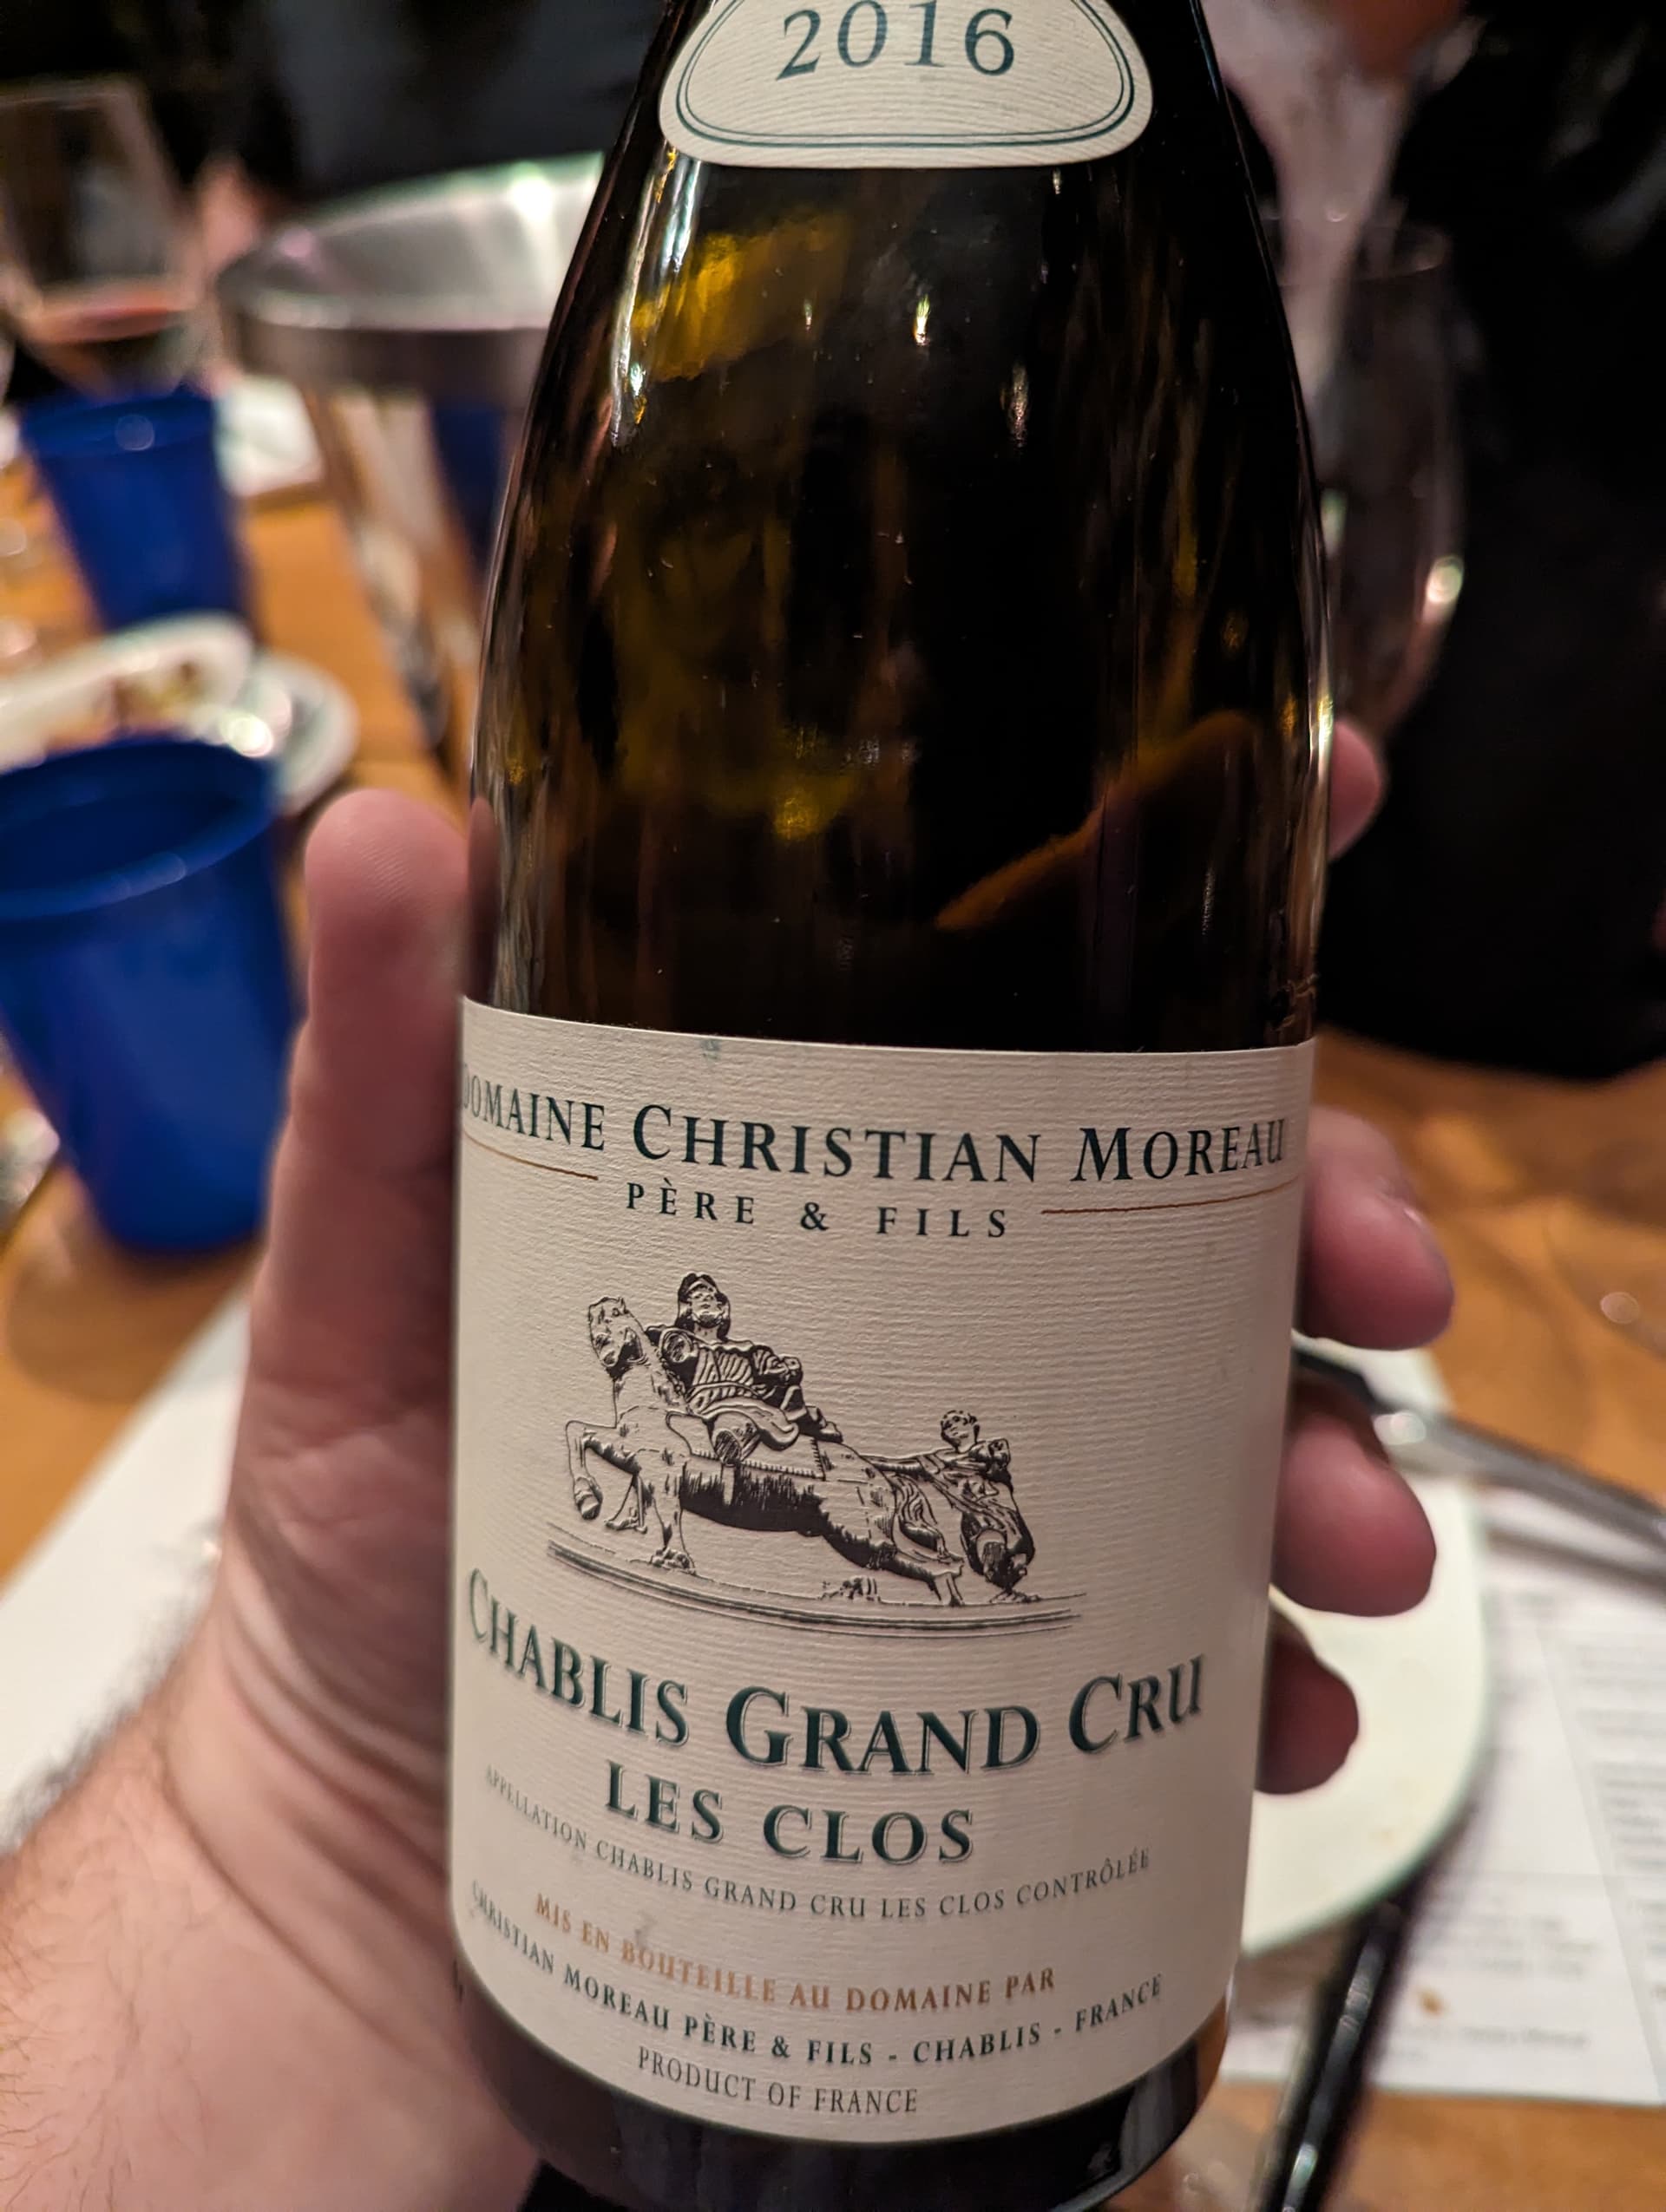 2016
DOMAINE CHRISTIAN MOREAU
PÈRE & FILS
CHABLIS GRAND CRU
LES CLOS
APPELLATION CHABLIS GRAND CRU LES CLOS CONTRÔLÉE
MIS EN BOUTEILLE AU DOMAINE PAR
CHRISTIAN MOREAU PÈRE & FILS - CHABLIS - FRANCE
PRODUCT OF FRANCE